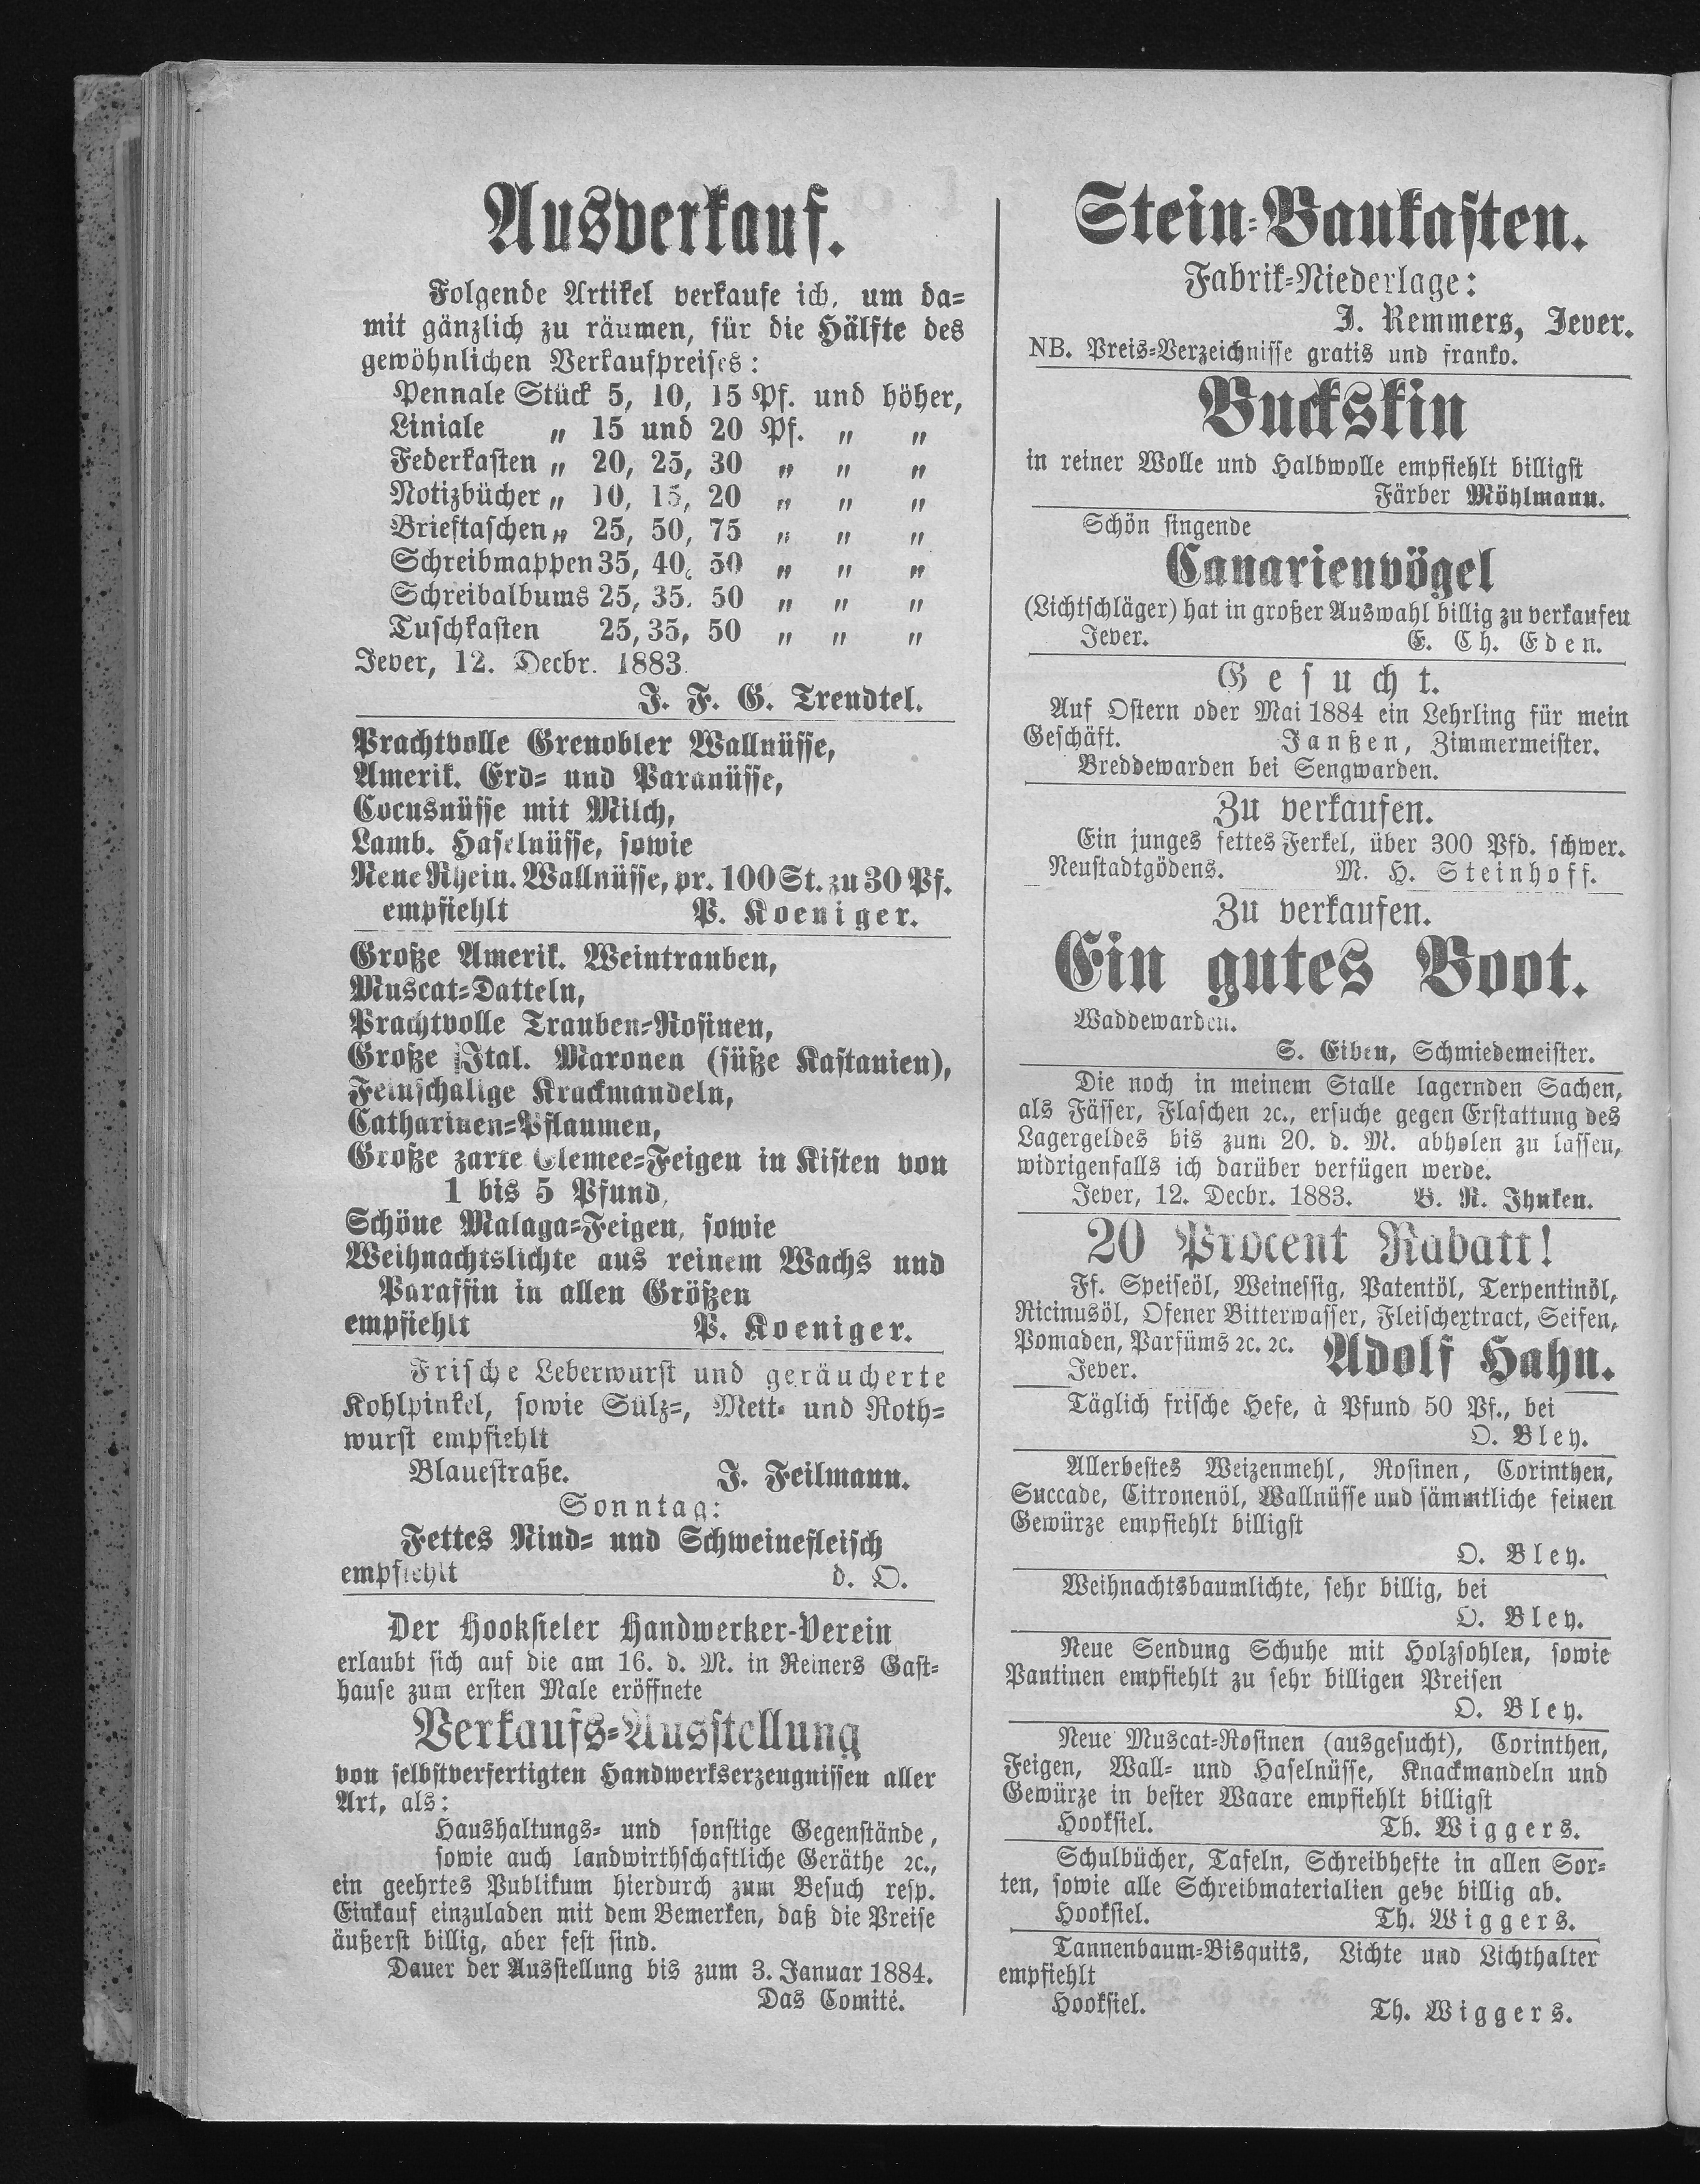 Ausverkauf.
Folgende Artikel verkaufe ich, um da=
mit gänzlich zu räumen, für die Hälfte des
gewöhnlichen Verkaufpreises:
Pennale Stück 5, 10, 15 Pf. und höher,
Liniale „ 15 und 20 Pf. „ „
Federkasten „ 20, 25, 30 „ „ „
Notizbücher „ 10, 15, 20 „ „ „
Brieftaschen „ 25, 50, 75 „ „ „
Schreibmappen 35, 40, 50 „ „ „
Schreibalbums 25, 35, 50 „ „ „
Tuschkasten 25, 35, 50 „ „ „
Jever, 12. Decbr. 1883.
J. F. G. Trendtel.
Prachtvolle Grenobler Wallnüsse,
Amerik. Erd= und Paranüsse,
Cocusnüsse mit Milch,
Lamb. Haselnüsse, sowie
Neue Rhein. Wallnüsse, pr. 100 St. zu 30 Pf.
empfiehlt P. Koeniger.
Große Amerik. Weintrauben,
Muscat=Datteln,
Prachtvolle Trauben=Rosinen,
Große Ital. Maronen (süße Kastanien),
Feinschalige Krackmandeln,
Catharinen=Pflaumen,
Große zarte Elemee=Feigen in Kisten von
1 bis 5 Pfund,
Schöne Malaga=Feigen, sowie
Weihnachtslichte aus reinem Wachs und
Paraffin in allen Größen
empfiehlt P. Koeniger.
Frische Leberwurst und geräucherte
Kohlpinkel, sowie Sülz=, Mett= und Roth=
wurst empfiehlt
Blauestraße. J. Feilmann.
Sonntag:
Fettes Rind= und Schweinefleisch
empfiehlt d. O.
Der Hooksieler Handwerker-Verein
erlaubt sich auf die am 16. d. M. in Reiners Gast=
hause zum ersten Male eröffnete
Verkaufs=Ausstellung
von selbstverfertigten Handwerkserzeugnissen aller
Art, als:
Haushaltungs= und sonstige Gegenstände,
sowie auch landwirthschaftliche Geräthe ꝛc.,
ein geehrtes Publikum hierdurch zum Besuch resp.
Einkauf einzuladen mit dem Bemerken, daß die Preise
äußerst billig, aber fest sind.
Dauer der Ausstellung bis zum 3. Januar 1884.
Das Comité.
Stein=Baukasten.
Fabrik=Niederlage:
J. Remmers, Jever.
NB. Preis=Verzeichnisse gratis und franko.
Buckskin
in reiner Wolle und Halbwolle empfiehlt billigst
Färber Möhlmann.
Schön singende
Canarienvögel
(Lichtschläger) hat in großer Auswahl billig zu verkaufen
Jever. E. Ch. Eden.
Gesucht.
Auf Ostern oder Mai 1884 ein Lehrling für mein
Geschäft. Janßen, Zimmermeister.
Breddewarden bei Sengwarden.
Zu verkaufen.
Ein junges fettes Ferkel, über 300 Pfd. schwer.
Neustadtgödens. M. H. Steinhoff.
Zu verkaufen.
Ein gutes Boot.
Waddewarden.
S. Eiben, Schmiedemeister.
Die noch in meinem Stalle lagernden Sachen,
als Fässer, Flaschen ꝛc., ersuche gegen Erstattung des
Lagergeldes bis zum 20. d. M. abholen zu lassen,
widrigenfalls ich darüber verfügen werde.
Jever, 12. Decbr. 1883. B. R. Ihnken.
20 Procent Rabatt!
Ff. Speiseöl, Weinessig, Patentöl, Terpentinöl,
Ricinusöl, Ofener Bitterwasser, Fleischextract, Seifen,
Pomaden, Parfüms ꝛc. ꝛc. Adolf Hahn.
Jever.
Täglich frische Hefe, à Pfund 50 Pf., bei
O. Bley.
Allerbestes Weizenmehl, Rosinen, Corinthen,
Succade, Citronenöl, Wallnüsse und sämmtliche feinen
Gewürze empfiehlt billigst
O. Bley.
Weihnachtsbaumlichte, sehr billig, bei
O. Bley.
Neue Sendung Schuhe mit Holzsohlen, sowie
Pantinen empfiehlt zu sehr billigen Preisen
O. Bley.
Neue Muscat=Rosinen (ausgesucht), Corinthen,
Feigen, Wall= und Haselnüsse, Knackmandeln und
Gewürze in bester Waare empfiehlt billigst
Hooksiel. Th. Wiggers.
Schulbücher, Tafeln, Schreibhefte in allen Sor=
ten, sowie alle Schreibmaterialien gebe billig ab.
Hooksiel. Th. Wiggers.
Tannenbaum=Bisquits, Lichte und Lichthalter
empfiehlt
Hooksiel. Th. Wiggers.